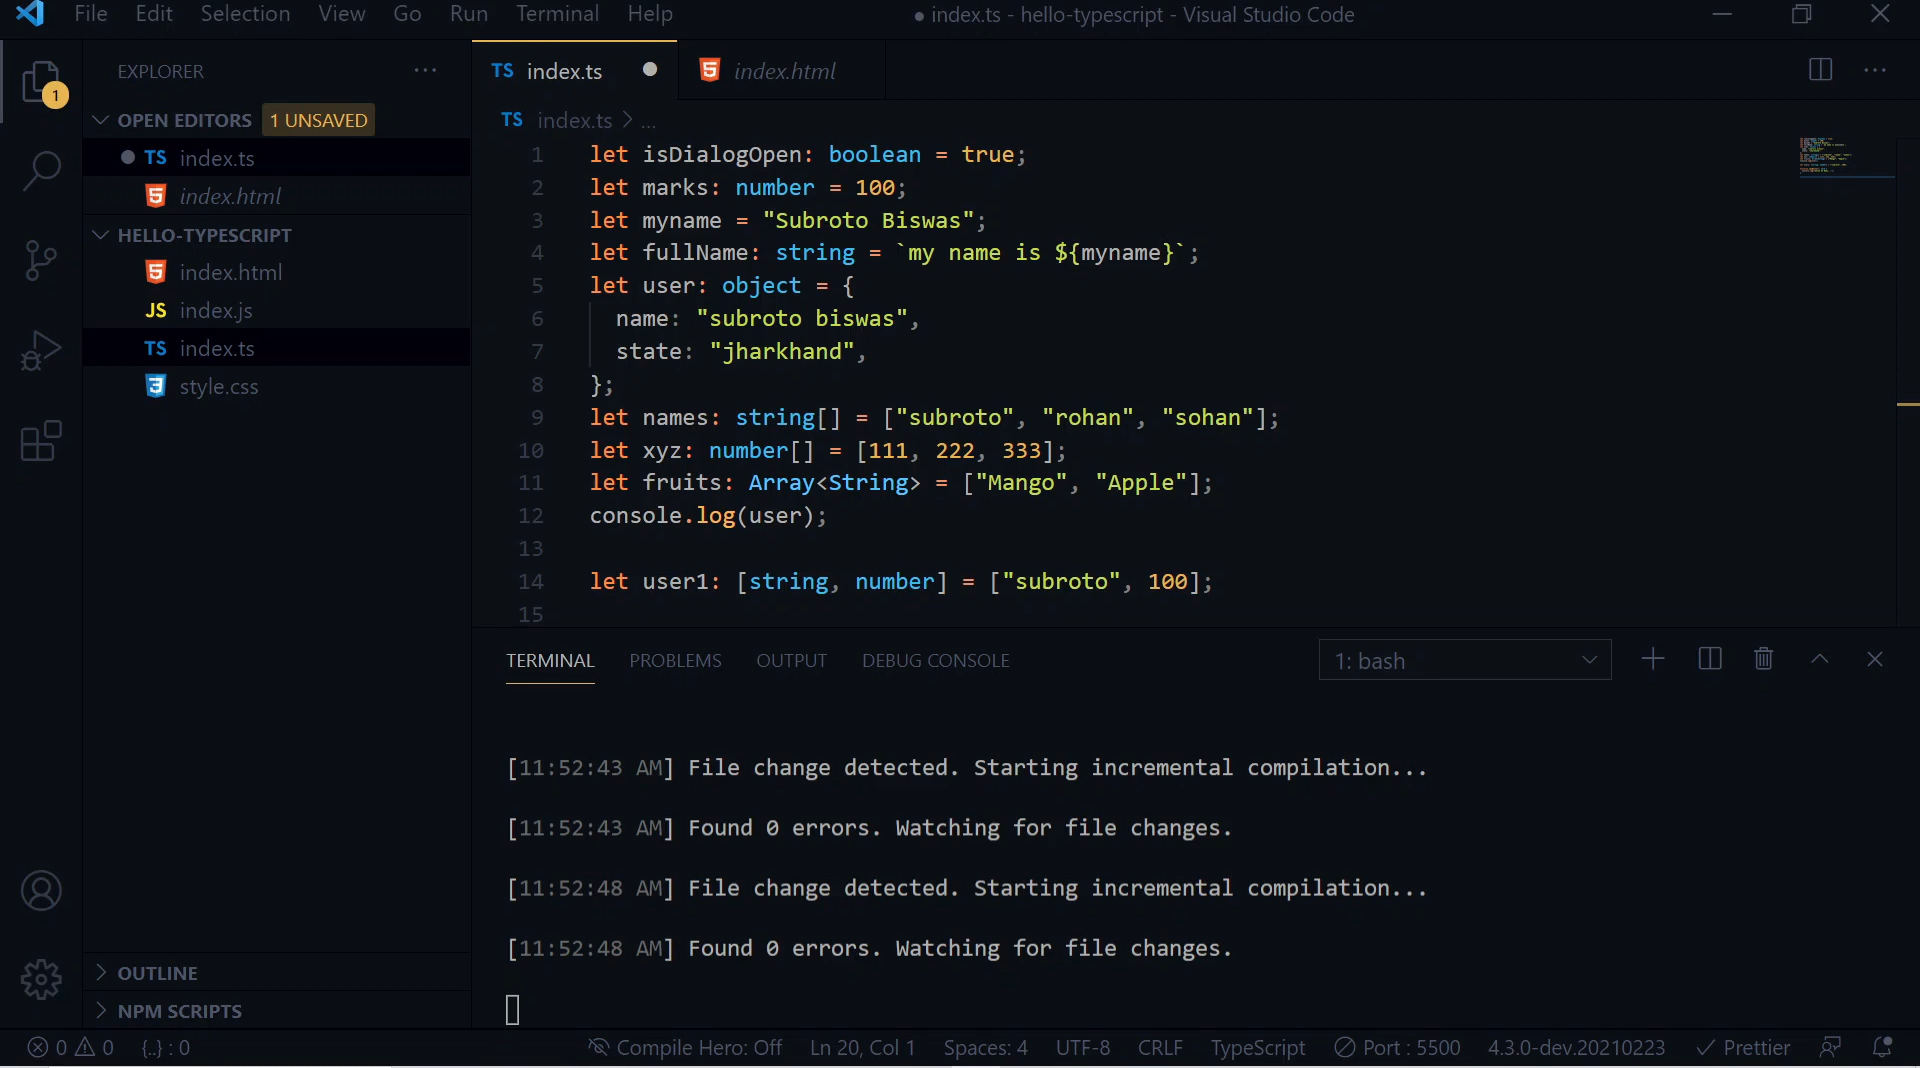 File Edit Selection View Go Run Terminal Help
● index.ts - hello-typescript - Visual Studio Code
1
EXPLORER
OPEN EDITORS 1 UNSAVED
TS index.ts
index.html
HELLO-TYPESCRIPT
index.html
JS index.js
TS index.ts
style.css
OUTLINE
NPM SCRIPTS
TS index.ts
index.html
TS index.ts > ...
1 let isDialogOpen: boolean = true;
2 let marks: number = 100;
3 let myname = "Subroto Biswas";
4 let fullName: string = `my name is ${myname}`;
5 let user: object = {
6 name: "subroto biswas",
7 state: "jharkhand",
8 };
9 let names: string[] = ["subroto", "rohan", "sohan"];
10 let xyz: number[] = [111, 222, 333];
11 let fruits: Array<String> = ["Mango", "Apple"];
12 console.log(user);
13
14 let user1: [string, number] = ["subroto", 100];
15
TERMINAL PROBLEMS OUTPUT DEBUG CONSOLE
1: bash
[11:52:43 AM] File change detected. Starting incremental compilation...
[11:52:43 AM] Found 0 errors. Watching for file changes.
[11:52:48 AM] File change detected. Starting incremental compilation...
[11:52:48 AM] Found 0 errors. Watching for file changes.
0 0 {..} : 0
Compile Hero: Off Ln 20, Col 1 Spaces: 4 UTF-8 CRLF TypeScript Port : 5500 4.3.0-dev.20210223 Prettier